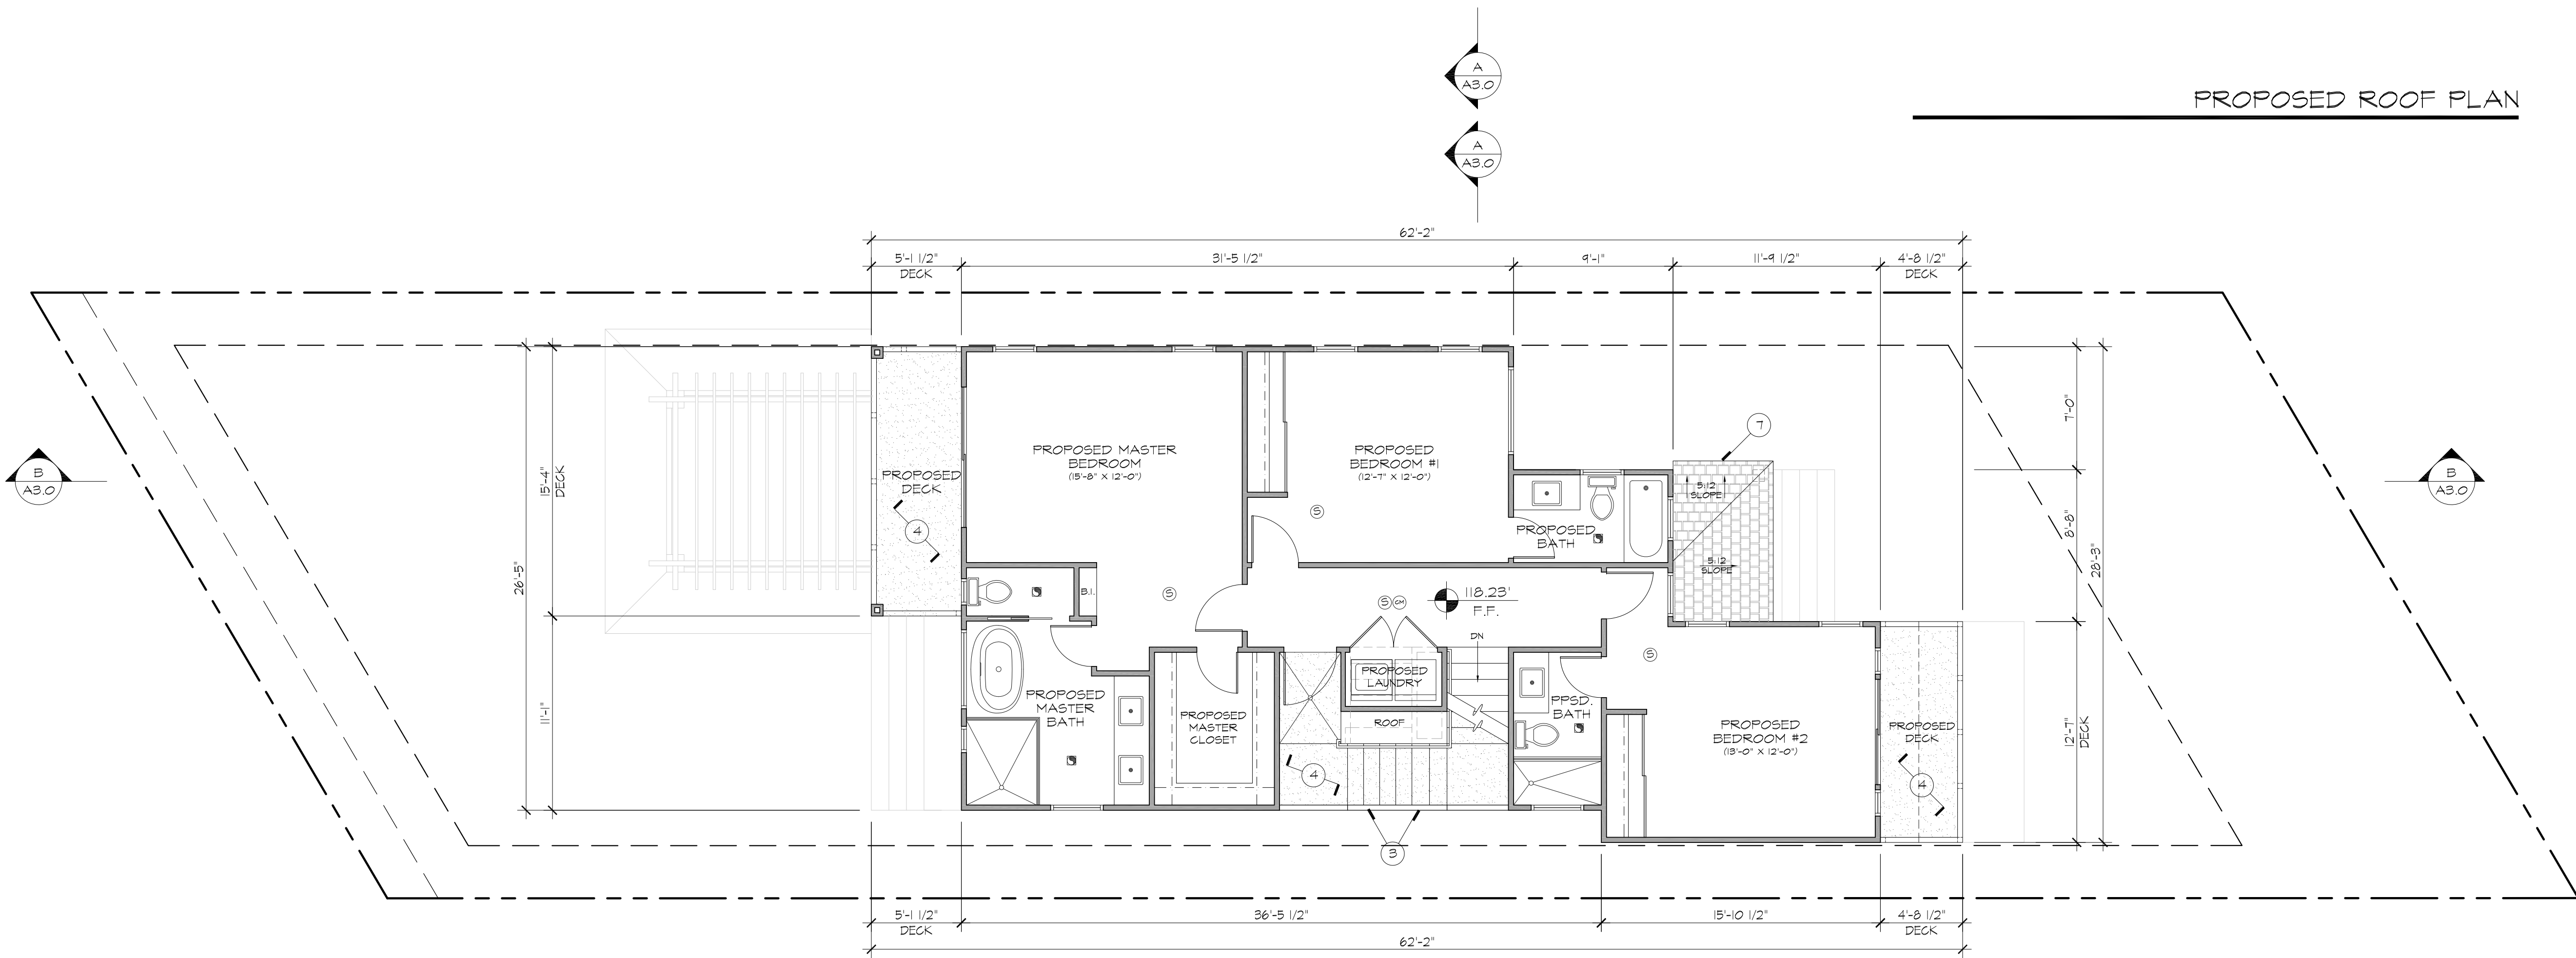 A
A3.0
PROPOSED ROOF PLAN
A
A3.0
62'-2"
5'-1 1/2"
DECK
31'-5 1/2"
9'-1"
11'-9 1/2"
4'-8 1/2"
DECK
B
A3.0
26'-5"
15'-4"
DECK
11'-1"
PROPOSED
DECK
4
PROPOSED MASTER
BEDROOM
(15'-8" X 12'-0")
PROPOSED
BEDROOM #1
(12'-7" X 12'-0")
S
PROPOSED
BATH
7
5:12
SLOPE
5:12
SLOPE
7'-0"
8'-8"
28'-3"
12'-7"
DECK
B
A3.0
B.I.
S
S
CM
118.23'
F.F.
DN
S
PROPOSED
MASTER
BATH
PROPOSED
MASTER
CLOSET
PROPOSED
LAUNDRY
ROOF
4
3
PPSD.
BATH
PROPOSED
BEDROOM #2
(13'-0" X 12'-0")
PROPOSED
DECK
4
5'-1 1/2"
DECK
36'-5 1/2"
15'-10 1/2"
4'-8 1/2"
DECK
62'-2"